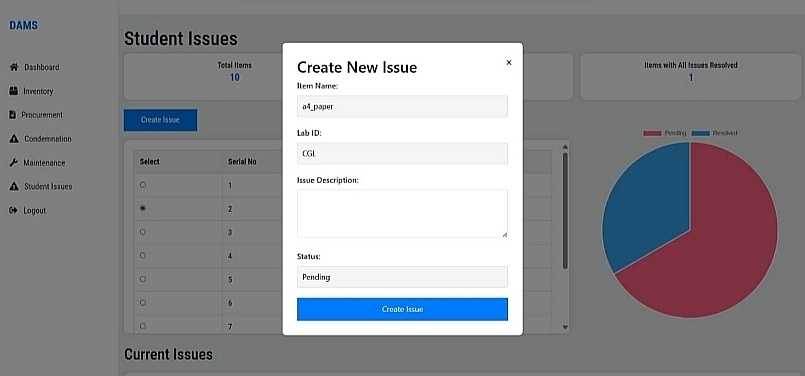 DAMS
Dashboard
Inventory
Procurement
Condemnation
Maintenance
Student Issues
Logout
Student Issues
Total Items
10
Items with All Issues Resolved
1
Create Issue
Select
Serial No
1
2
3
4
5
6
7
Create New Issue
×
Item Name:
a4_paper
Lab ID:
CGL
Issue Description:
Status:
Pending
Create Issue
Pending
Resolved
Current Issues